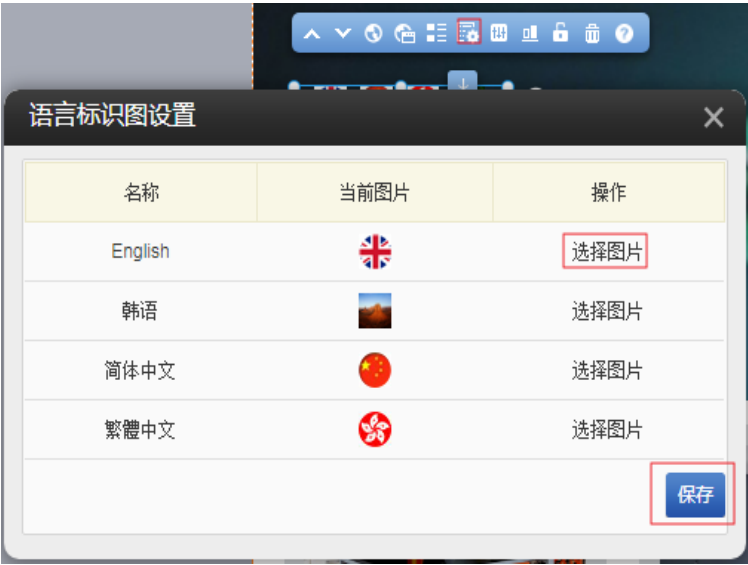 语言标识图设置
名称 当前图片 操作
English 选择图片
韩语 选择图片
简体中文 选择图片
繁體中文 选择图片
保存